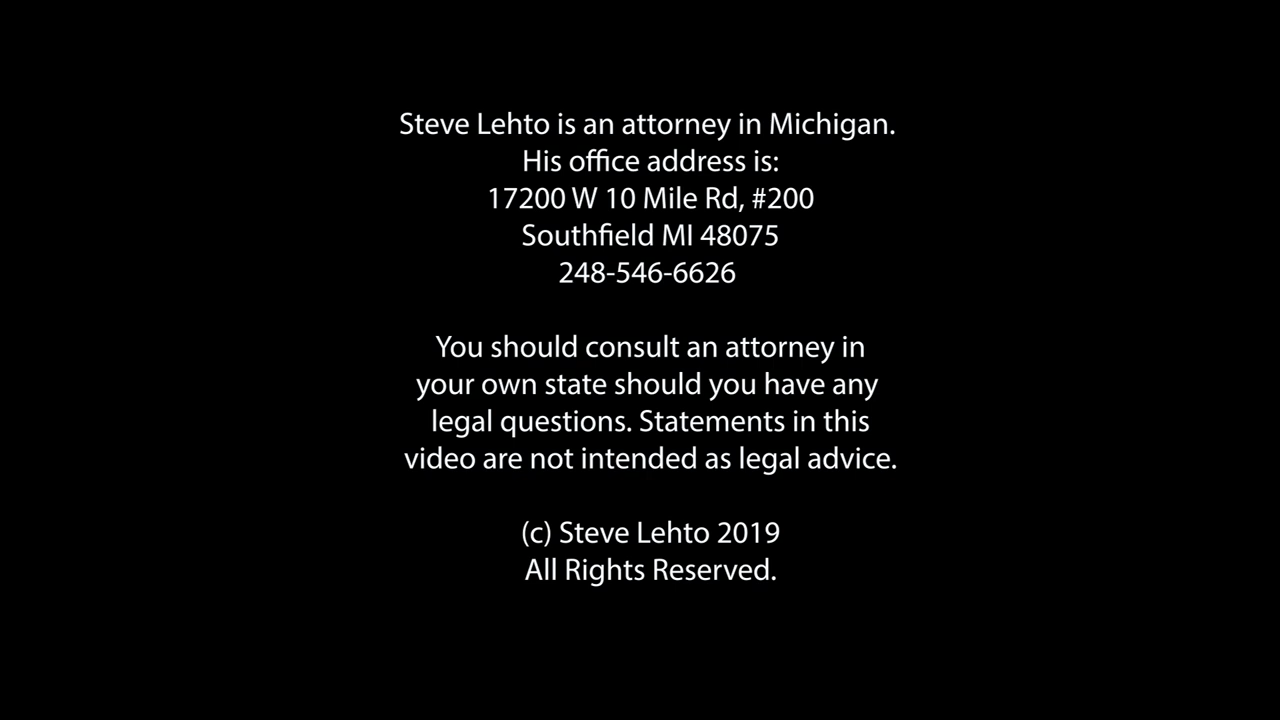 Steve Lehto is an attorney in Michigan.
His office address is:
17200 W 10 Mile Rd, #200
Southfield MI 48075
248-546-6626
You should consult an attorney in
your own state should you have any
legal questions. Statements in this
video are not intended as legal advice.
(c) Steve Lehto 2019
All Rights Reserved.